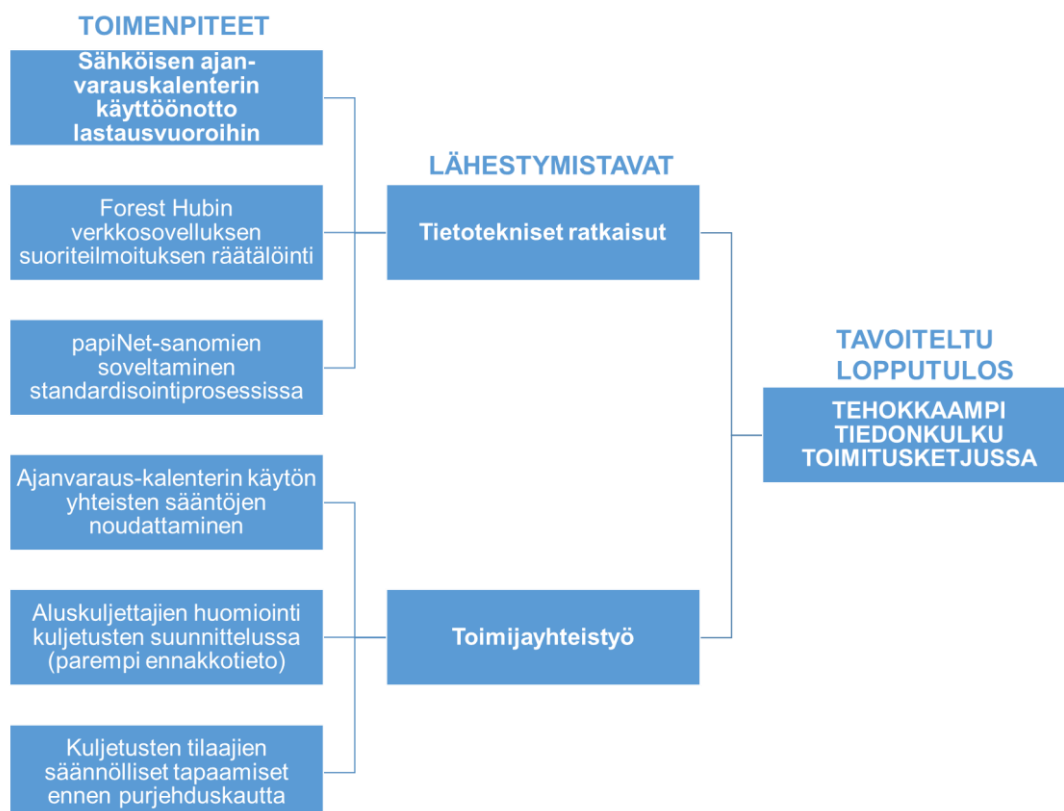 TOIMENPITEET
Sähköisen ajan-
varauskalenterin
käyttöönotto
lastausvuoroihin
Forest Hubin
verkkosovelluksen
suoriteilmoituksen räätälöinti
papiNet-sanomien
soveltaminen
standardisointiprosessissa
Ajanvaraus-kalenterin käytön
yhteisten sääntöjen
noudattaminen
Aluskuljettajien huomiointi
kuljetusten suunnittelussa
(parempi ennakkotieto)
Kuljetusten tilaajien
säännölliset tapaamiset
ennen purjehduskautta
LÄHESTYMISTAVAT
Tietotekniset ratkaisut
Toimijayhteistyö
TAVOITELTU
LOPPUTULOS
TEHOKKAAMPI
TIEDONKULKU
TOIMITUSKETJUSSA